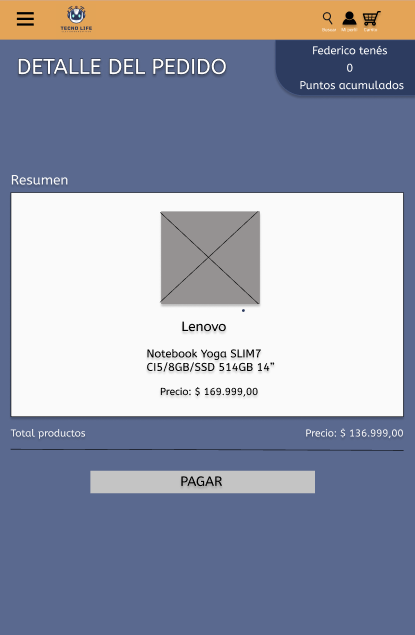 TECNO LIFE
Buscar Mi perfil Carrito
DETALLE DEL PEDIDO
Federico tenés
0
Puntos acumulados
Resumen
Lenovo
Notebook Yoga SLIM7
CI5/8GB/SSD 514GB 14”
Precio: $ 169.999,00
Total productos
Precio: $ 136.999,00
PAGAR